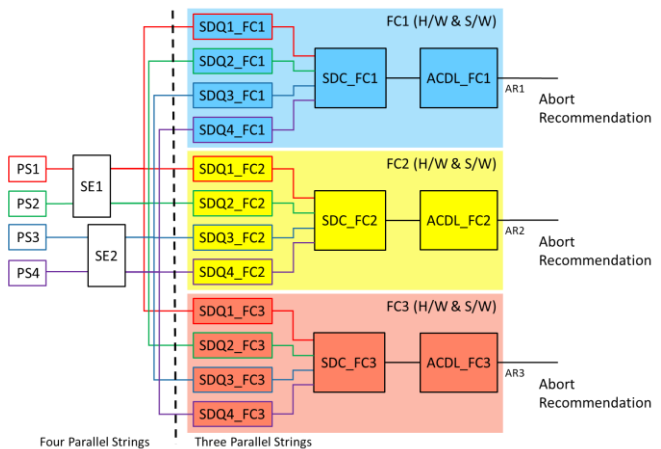 FC1 (H/W & S/W)
SDQ1_FC1
SDQ2_FC1
SDQ3_FC1
SDQ4_FC1
SDC_FC1
ACDL_FC1
AR1
Abort
Recommendation
PS1
PS2
PS3
PS4
SE1
SE2
FC2 (H/W & S/W)
SDQ1_FC2
SDQ2_FC2
SDQ3_FC2
SDQ4_FC2
SDC_FC2
ACDL_FC2
AR2
Abort
Recommendation
FC3 (H/W & S/W)
SDQ1_FC3
SDQ2_FC3
SDQ3_FC3
SDQ4_FC3
SDC_FC3
ACDL_FC3
AR3
Abort
Recommendation
Four Parallel Strings
Three Parallel Strings